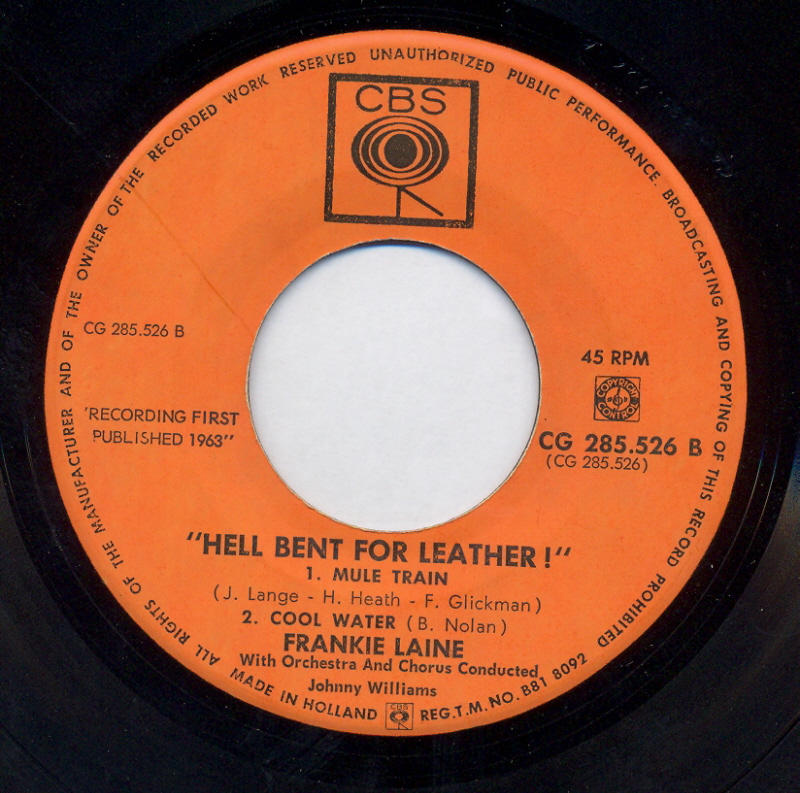 ALL RIGHTS OF THE MANUFACTURER AND OF THE OWNER OF THE RECORDED WORK RESERVED UNAUTHORIZED PUBLIC PERFORMANCE. BROADCASTING AND COPYING OF THIS RECORD PROHIBITED
CBS
CG 285.526 B
'RECORDING FIRST
PUBLISHED 1963"
45 RPM
COPYRIGHT
CONTROL
CG 285.526 B
(CG 285.526)
"HELL BENT FOR LEATHER!"
1. MULE TRAIN
(J. Lange - H. Heath - F. Glickman)
2. COOL WATER (B. Nolan)
FRANKIE LAINE
With Orchestra And Chorus Conducted
Johnny Williams
MADE IN HOLLAND CBS REG.T.M.NO. B81 8092